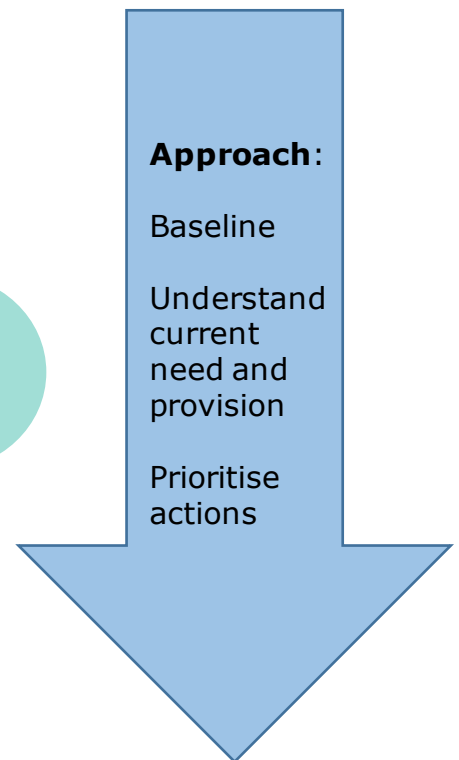 Approach:
Baseline
Understand
current
need and
provision
Prioritise
actions